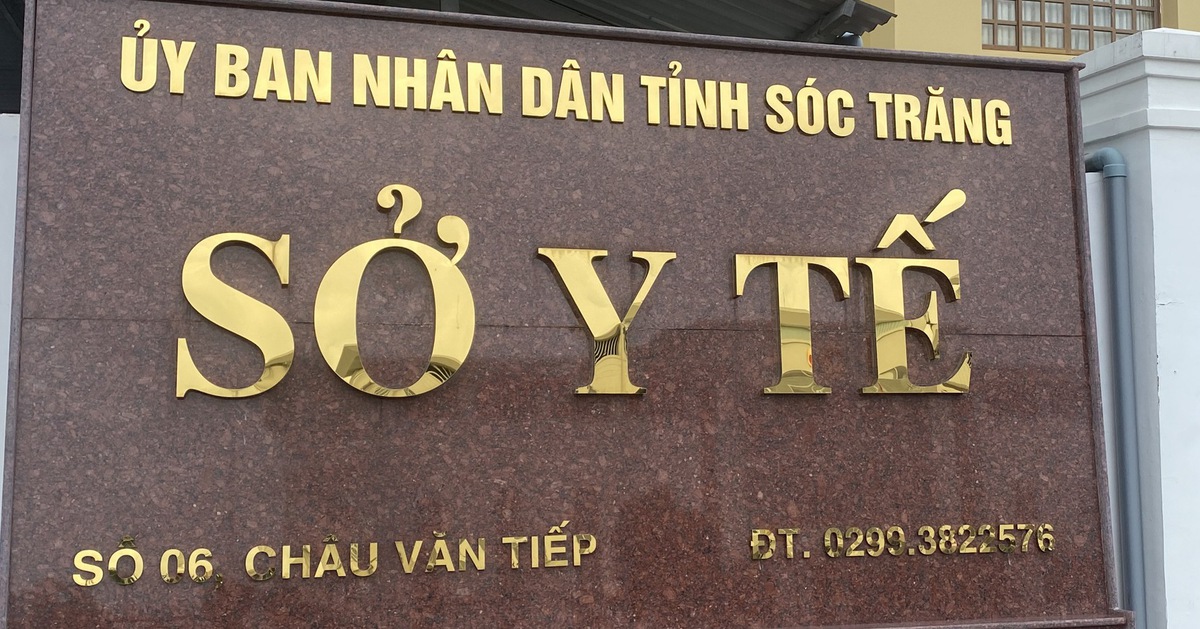 ỦY BAN NHÂN DÂN TỈNH SÓC TRĂNG
SỞ Y TẾ
SỐ 06, CHÂU VĂN TIẾP ĐT. 0299.3822576